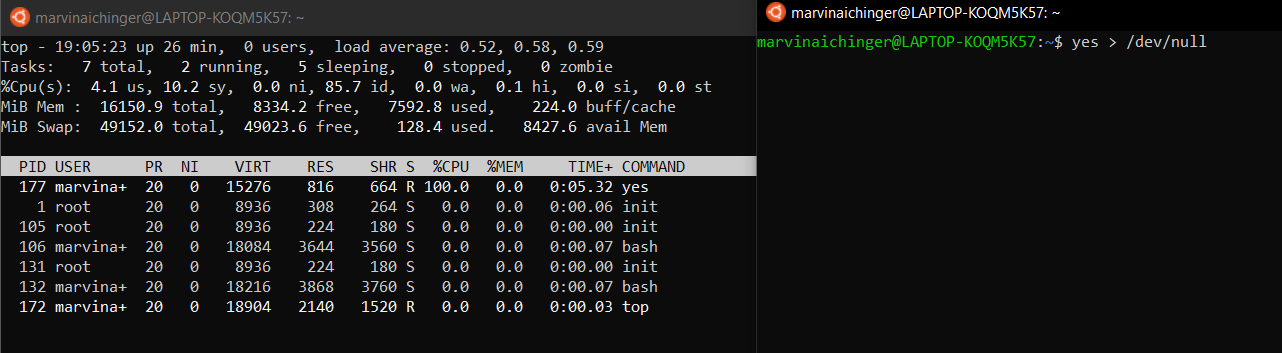 marvinaichinger@LAPTOP-KOQM5K57: ~
top - 19:05:23 up 26 min,  0 users,  load average: 0.52, 0.58, 0.59
Tasks:   7 total,   2 running,   5 sleeping,   0 stopped,   0 zombie
%Cpu(s):  4.1 us, 10.2 sy,  0.0 ni, 85.7 id,  0.0 wa,  0.1 hi,  0.0 si,  0.0 st
MiB Mem :  16150.9 total,   8334.2 free,   7592.8 used,    224.0 buff/cache
MiB Swap:  49152.0 total,  49023.6 free,    128.4 used.   8427.6 avail Mem
PID USER      PR  NI    VIRT    RES    SHR S  %CPU  %MEM     TIME+ COMMAND
177 marvina+  20   0   15276    816    664 R 100.0   0.0   0:05.32 yes
1 root      20   0    8936    308    264 S   0.0   0.0   0:00.06 init
105 root      20   0    8936    224    180 S   0.0   0.0   0:00.00 init
106 marvina+  20   0   18084   3644   3560 S   0.0   0.0   0:00.07 bash
131 root      20   0    8936    224    180 S   0.0   0.0   0:00.00 init
132 marvina+  20   0   18216   3868   3760 S   0.0   0.0   0:00.07 bash
172 marvina+  20   0   18904   2140   1520 R   0.0   0.0   0:00.03 top
marvinaichinger@LAPTOP-KOQM5K57: ~
marvinaichinger@LAPTOP-KOQM5K57:~$ yes > /dev/null